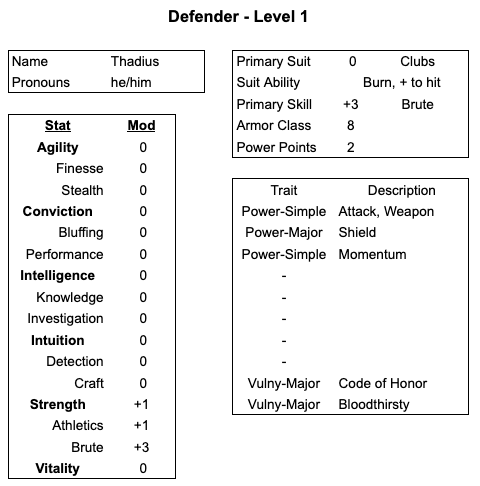 Defender - Level 1
Name Thadius
Pronouns he/him
Stat Mod
Agility 0
Finesse 0
Stealth 0
Conviction 0
Bluffing 0
Performance 0
Intelligence 0
Knowledge 0
Investigation 0
Intuition 0
Detection 0
Craft 0
Strength +1
Athletics +1
Brute +3
Vitality 0
Primary Suit 0 Clubs
Suit Ability Burn, + to hit
Primary Skill +3 Brute
Armor Class 8
Power Points 2
Trait Description
Power-Simple Attack, Weapon
Power-Major Shield
Power-Simple Momentum
-
-
-
-
-
Vulny-Major Code of Honor
Vulny-Major Bloodthirsty